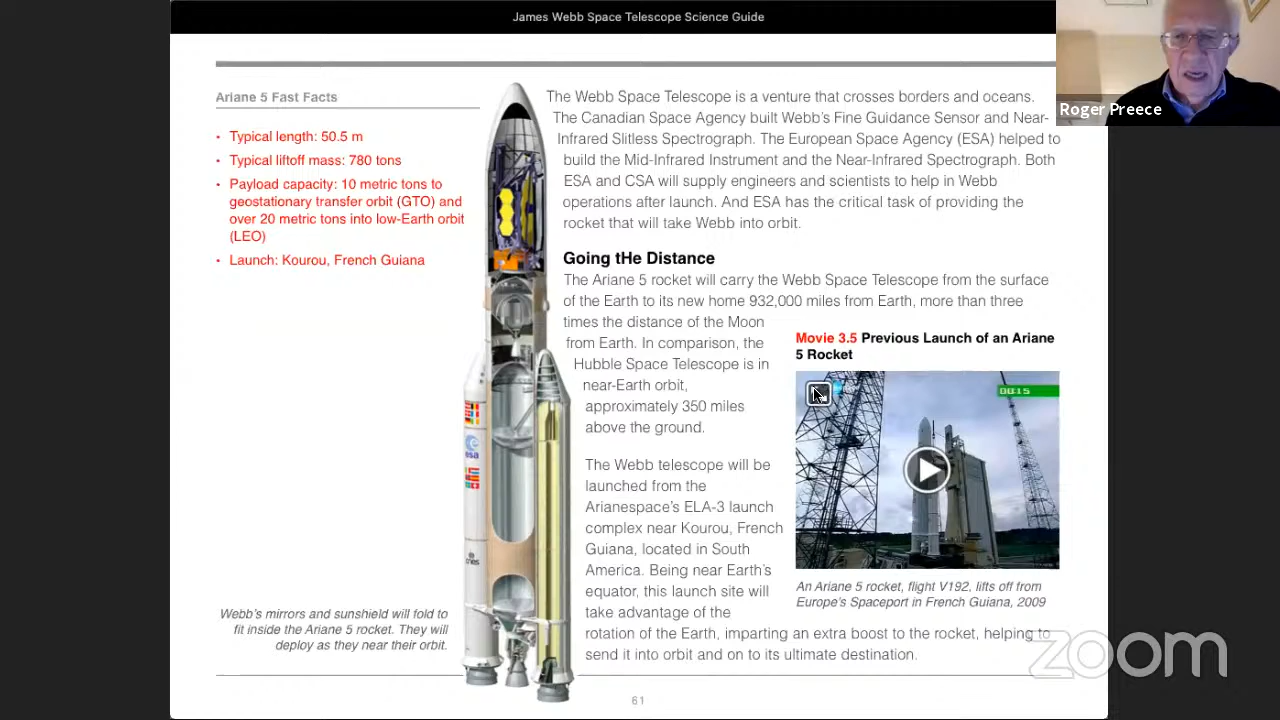 James Webb Space Telescope Science Guide
Roger Preece
Ariane 5 Fast Facts
• Typical length: 50.5 m
• Typical liftoff mass: 780 tons
• Payload capacity: 10 metric tons to
geostationary transfer orbit (GTO) and
over 20 metric tons into low-Earth orbit
(LEO)
• Launch: Kourou, French Guiana
esa
cnes
Webb's mirrors and sunshield will fold to
fit inside the Ariane 5 rocket. They will
deploy as they near their orbit.
The Webb Space Telescope is a venture that crosses borders and oceans.
The Canadian Space Agency built Webb's Fine Guidance Sensor and Near-
Infrared Slitless Spectrograph. The European Space Agency (ESA) helped to
build the Mid-Infrared Instrument and the Near-Infrared Spectrograph. Both
ESA and CSA will supply engineers and scientists to help in Webb
operations after launch. And ESA has the critical task of providing the
rocket that will take Webb into orbit.
Going tHe Distance
The Ariane 5 rocket will carry the Webb Space Telescope from the surface
of the Earth to its new home 932,000 miles from Earth, more than three
times the distance of the Moon
from Earth. In comparison, the
Hubble Space Telescope is in
near-Earth orbit,
approximately 350 miles
above the ground.
The Webb telescope will be
launched from the
Arianespace's ELA-3 launch
complex near Kourou, French
Guiana, located in South
America. Being near Earth's
equator, this launch site will
take advantage of the
rotation of the Earth, imparting an extra boost to the rocket, helping to
send it into orbit and on to its ultimate destination.
Movie 3.5 Previous Launch of an Ariane
5 Rocket
00:15
An Ariane 5 rocket, flight V192, lifts off from
Europe's Spaceport in French Guiana, 2009
zoom
61